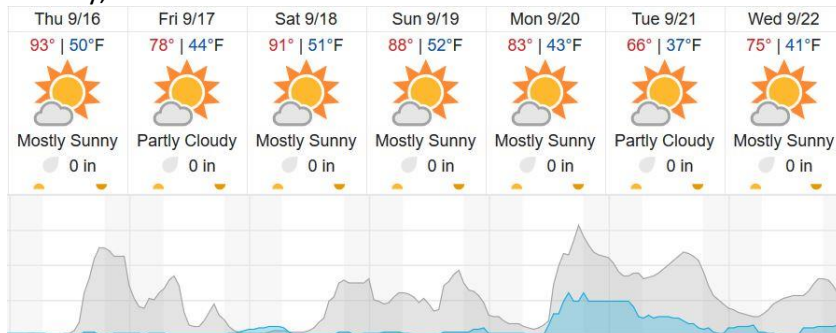 Thu 9/16 Fri 9/17 Sat 9/18 Sun 9/19 Mon 9/20 Tue 9/21 Wed 9/22
93° | 50°F 78° | 44°F 91° | 51°F 88° | 52°F 83° | 43°F 66° | 37°F 75° | 41°F
Mostly Sunny Partly Cloudy Mostly Sunny Mostly Sunny Mostly Sunny Partly Cloudy Mostly Sunny
0 in 0 in 0 in 0 in 0 in 0 in 0 in